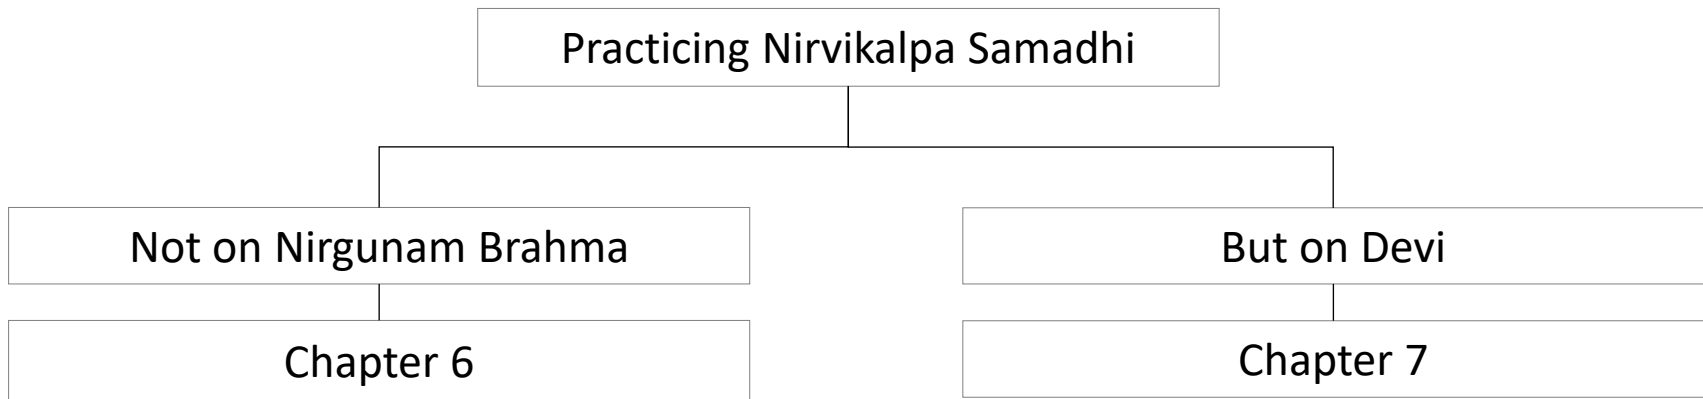 Practicing Nirvikalpa Samadhi
Not on Nirgunam Brahma
But on Devi
Chapter 6
Chapter 7